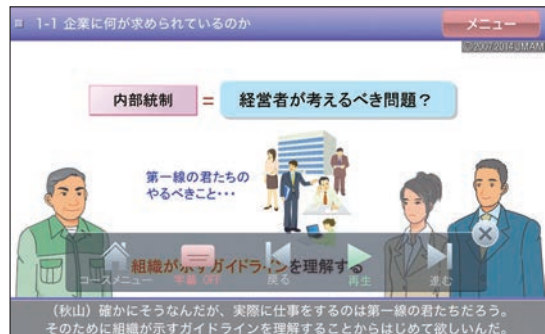 1-1 企業に何が求められているのか
メニュー
©2007-2014 JMAM
内部統制 = 経営者が考えるべき問題？
第一線の君たちの
やるべきこと・・・
組織が示すガイドラインを理解する
コースメニュー
字幕 OFF
戻る
再生
進む
（秋山）確かにそうなんだが、実際に仕事をするのは第一線の君たちだろう。
そのために組織が示すガイドラインを理解することからはじめて欲しいんだ。